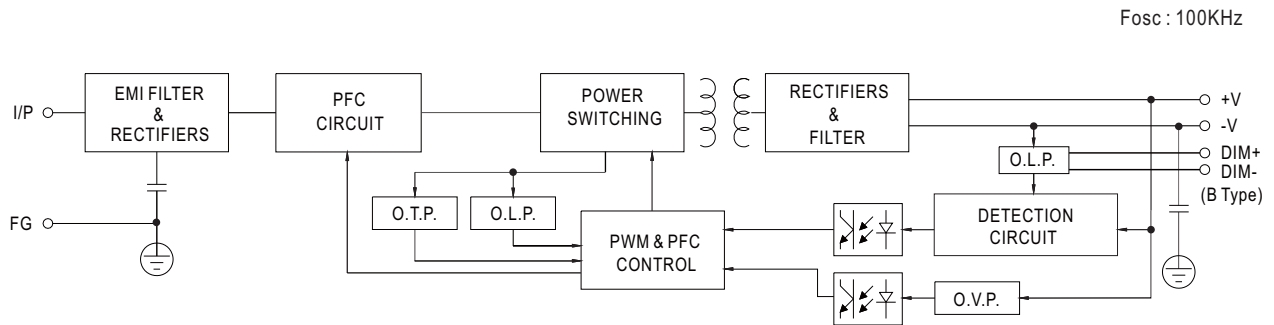 Fosc : 100KHz
I/P
EMI FILTER
&
RECTIFIERS
PFC
CIRCUIT
POWER
SWITCHING
RECTIFIERS
&
FILTER
+V
-V
DIM+
DIM-
(B Type)
O.L.P.
FG
O.T.P.
O.L.P.
PWM & PFC
CONTROL
DETECTION
CIRCUIT
O.V.P.